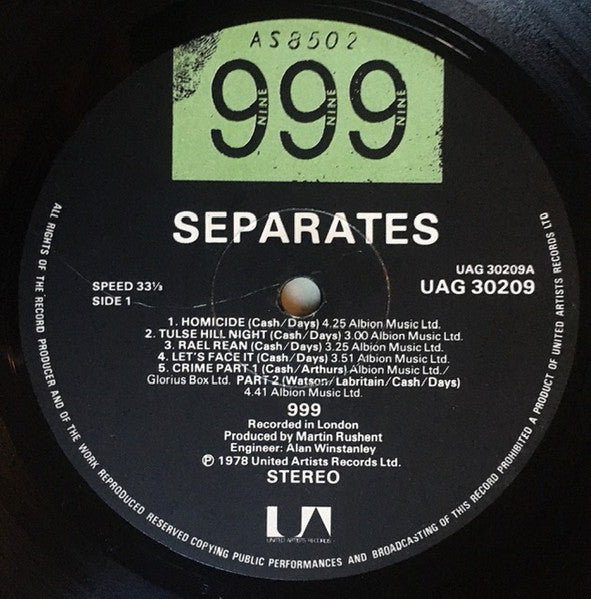 AS8502
999
NINE NINE NINE
SEPARATES
UAG 30209A
SPEED 33⅓
UAG 30209
SIDE 1
1. HOMICIDE (Cash/Days) 4.25 Albion Music Ltd.
2. TULSE HILL NIGHT (Cash/Days) 3.00 Albion Music Ltd.
3. RAEL REAN (Cash/Days) 3.25 Albion Music Ltd.
4. LET'S FACE IT (Cash/Days) 3.51 Albion Music Ltd.
5. CRIME PART 1 (Cash/Arthurs) Albion Music Ltd./
Glorius Box Ltd. PART 2 (Watson/Labritain/Cash/Days)
4.41 Albion Music Ltd.
999
Recorded in London
Produced by Martin Rushent
Engineer: Alan Winstanley
℗ 1978 United Artists Records Ltd.
STEREO
UA
UNITED ARTISTS RECORDS
ALL RIGHTS OF THE RECORD PRODUCER AND OF THE WORK REPRODUCED RESERVED COPYING PUBLIC PERFORMANCES AND BROADCASTING OF THIS RECORD PROHIBITED A PRODUCT OF UNITED ARTISTS RECORDS LTD